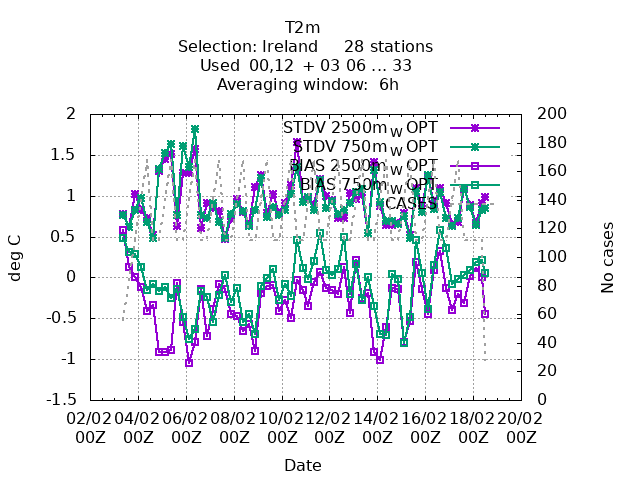 T2m
Selection: Ireland 28 stations
Used 00,12 + 03 06 ... 33
Averaging window: 6h
STDV 2500m w OPT
STDV 750m w OPT
BIAS 2500m w OPT
BIAS 750m w OPT
CASES
2
1.5
1
0.5
0
-0.5
-1
-1.5
deg C
200
180
160
140
120
100
80
60
40
20
0
No cases
02/02 04/02 06/02 08/02 10/02 12/02 14/02 16/02 18/02 20/02
00Z 00Z 00Z 00Z 00Z 00Z 00Z 00Z 00Z 00Z
Date